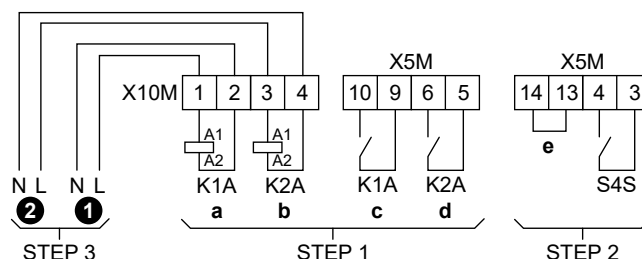 X5M X5M
X10M 1 2 3 4 10 9 6 5 14 13 4 3
A1 A1
A2 A2
e
N L N L K1A K2A K1A K2A S4S
2 1 a b c d
STEP 3 STEP 1 STEP 2